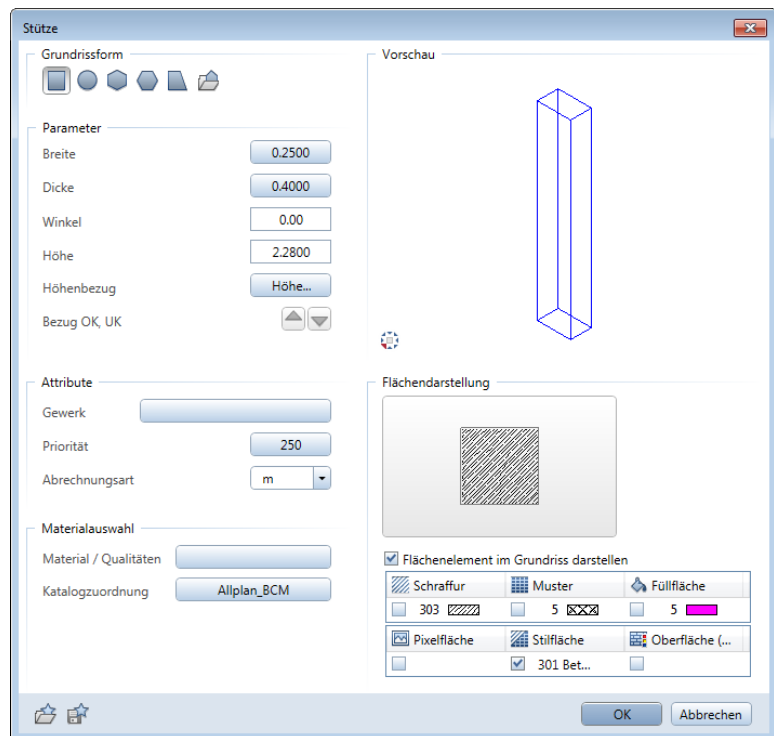 Stütze
Grundrissform
Parameter
Breite 0.2500
Dicke 0.4000
Winkel 0.00
Höhe 2.2800
Höhenbezug Höhe...
Bezug OK, UK
Attribute
Gewerk
Priorität 250
Abrechnungsart m
Materialauswahl
Material / Qualitäten
Katalogzuordnung Allplan_BCM
Vorschau
Flächendarstellung
Flächenelement im Grundriss darstellen
Schraffur Muster Füllfläche
303 5 5
Pixelfläche Stilfläche Oberfläche (...
301 Bet...
OK Abbrechen